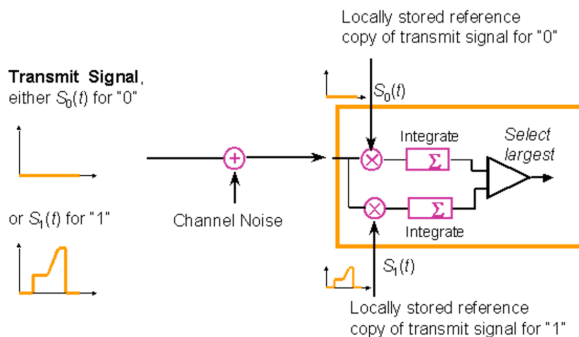 Locally stored reference
copy of transmit signal for "0"
Transmit Signal,
either S0(t) for "0"
S0(t)
Integrate
Select
largest
Σ
+
×
×
Σ
Channel Noise
Integrate
or S1(t) for "1"
S1(t)
Locally stored reference
copy of transmit signal for "1"